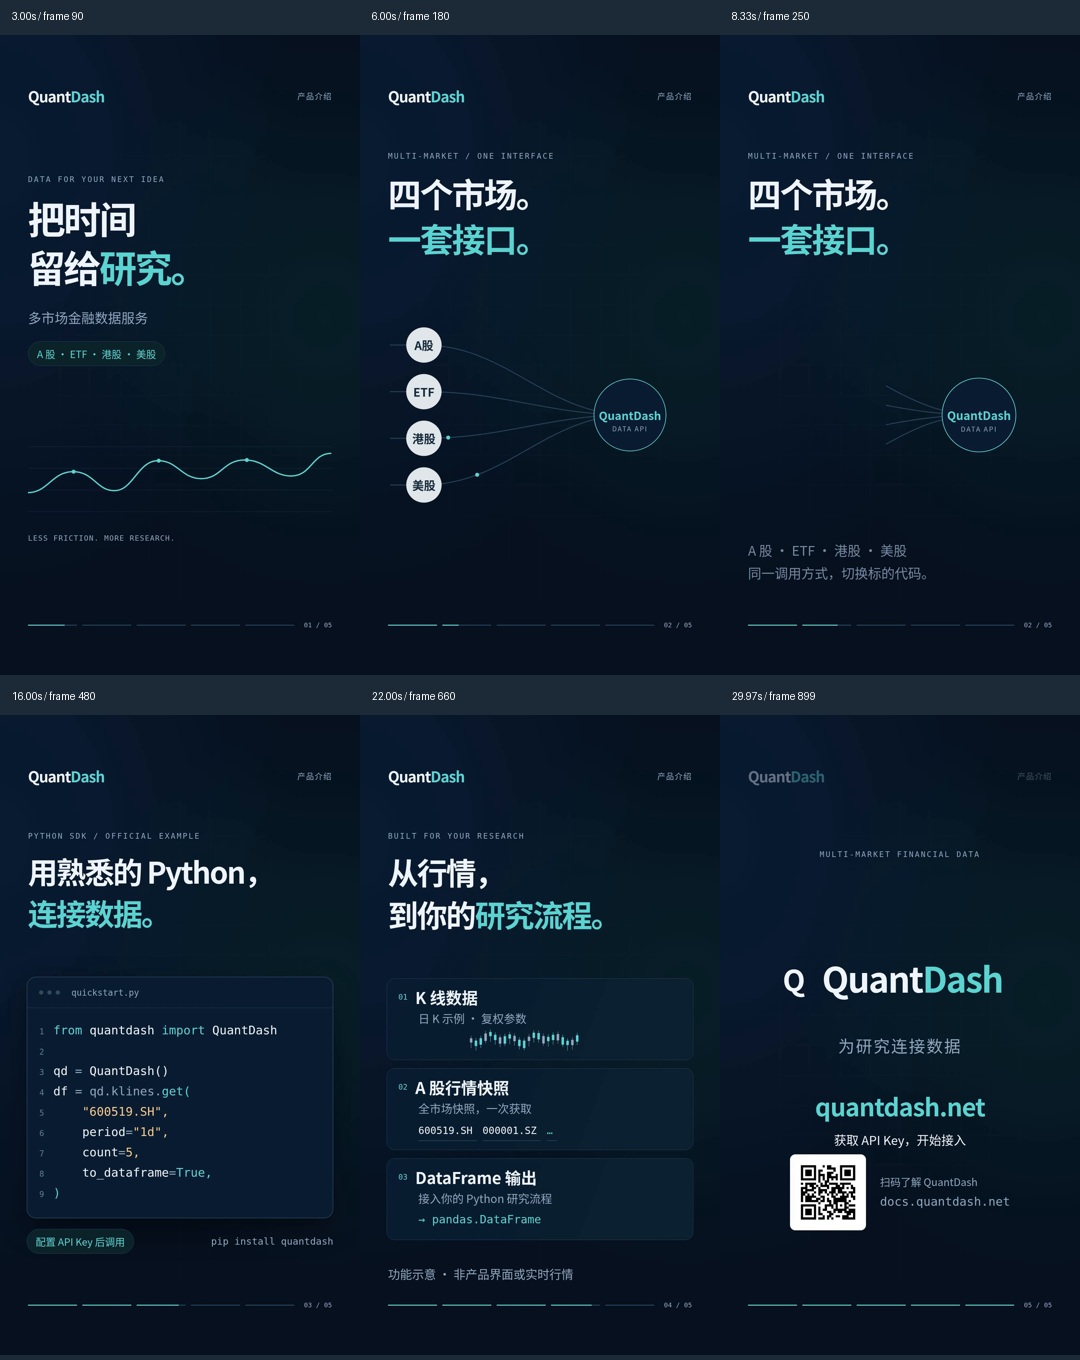 3.00s / frame 90
QuantDash
产品介绍
DATA FOR YOUR NEXT IDEA
把时间
留给研究。
多市场金融数据服务
A 股 · ETF · 港股 · 美股
LESS FRICTION. MORE RESEARCH.
01 / 05
6.00s / frame 180
QuantDash
产品介绍
MULTI-MARKET / ONE INTERFACE
四个市场。
一套接口。
A股
ETF
港股
美股
QuantDash
DATA API
02 / 05
8.33s / frame 250
QuantDash
产品介绍
MULTI-MARKET / ONE INTERFACE
四个市场。
一套接口。
QuantDash
DATA API
A 股 · ETF · 港股 · 美股
同一调用方式，切换标的代码。
02 / 05
16.00s / frame 480
QuantDash
产品介绍
PYTHON SDK / OFFICIAL EXAMPLE
用熟悉的 Python，
连接数据。
quickstart.py
1 from quantdash import QuantDash
2
3 qd = QuantDash()
4 df = qd.klines.get(
5 "600519.SH",
6 period="1d",
7 count=5,
8 to_dataframe=True,
9 )
配置 API Key 后调用
pip install quantdash
03 / 05
22.00s / frame 660
QuantDash
产品介绍
BUILT FOR YOUR RESEARCH
从行情，
到你的研究流程。
01 K 线数据
日 K 示例 · 复权参数
02 A 股行情快照
全市场快照，一次获取
600519.SH 000001.SZ …
03 DataFrame 输出
接入你的 Python 研究流程
→ pandas.DataFrame
功能示意 · 非产品界面或实时行情
04 / 05
29.97s / frame 899
QuantDash
产品介绍
MULTI-MARKET FINANCIAL DATA
Q QuantDash
为研究连接数据
quantdash.net
获取 API Key，开始接入
扫码了解 QuantDash
docs.quantdash.net
05 / 05